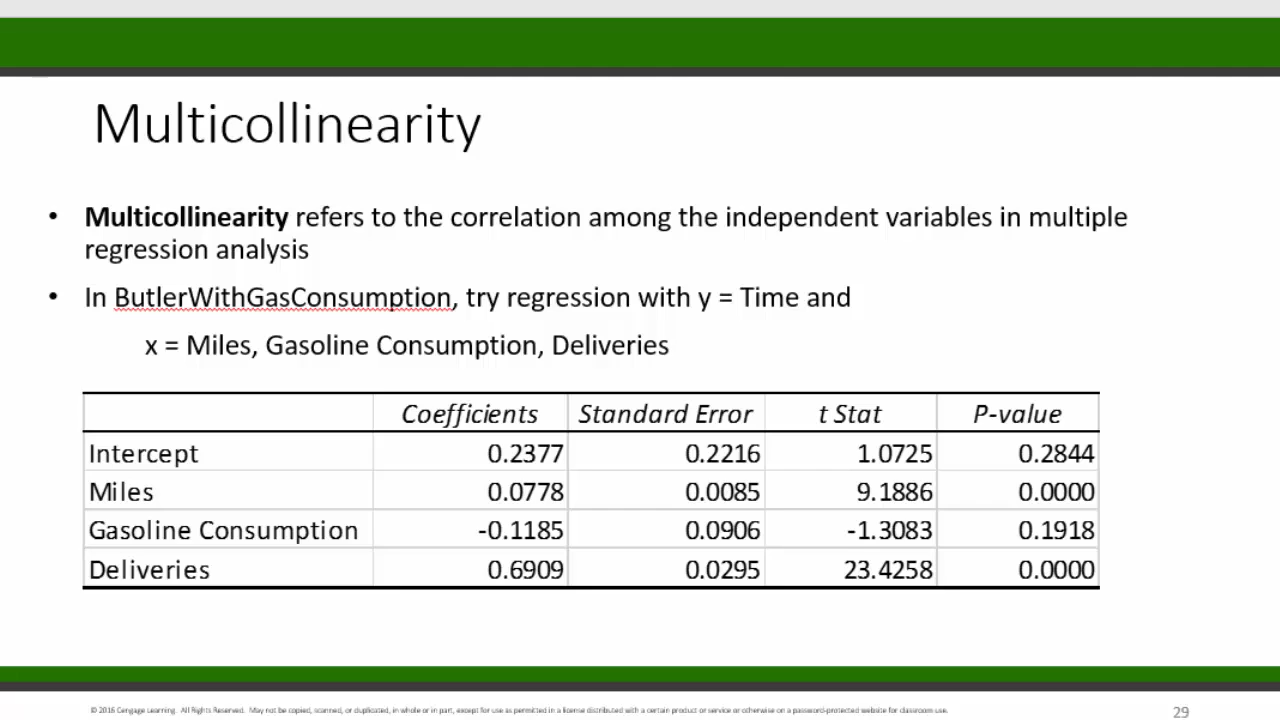 Multicollinearity
• Multicollinearity refers to the correlation among the independent variables in multiple
regression analysis
• In ButlerWithGasConsumption, try regression with y = Time and
x = Miles, Gasoline Consumption, Deliveries
Coefficients Standard Error t Stat P-value
Intercept 0.2377 0.2216 1.0725 0.2844
Miles 0.0778 0.0085 9.1886 0.0000
Gasoline Consumption -0.1185 0.0906 -1.3083 0.1918
Deliveries 0.6909 0.0295 23.4258 0.0000
© 2016 Cengage Learning. All Rights Reserved. May not be copied, scanned, or duplicated, in whole or in part, except for use as permitted in a license distributed with a certain product or service or otherwise on a password-protected website for classroom use.
29